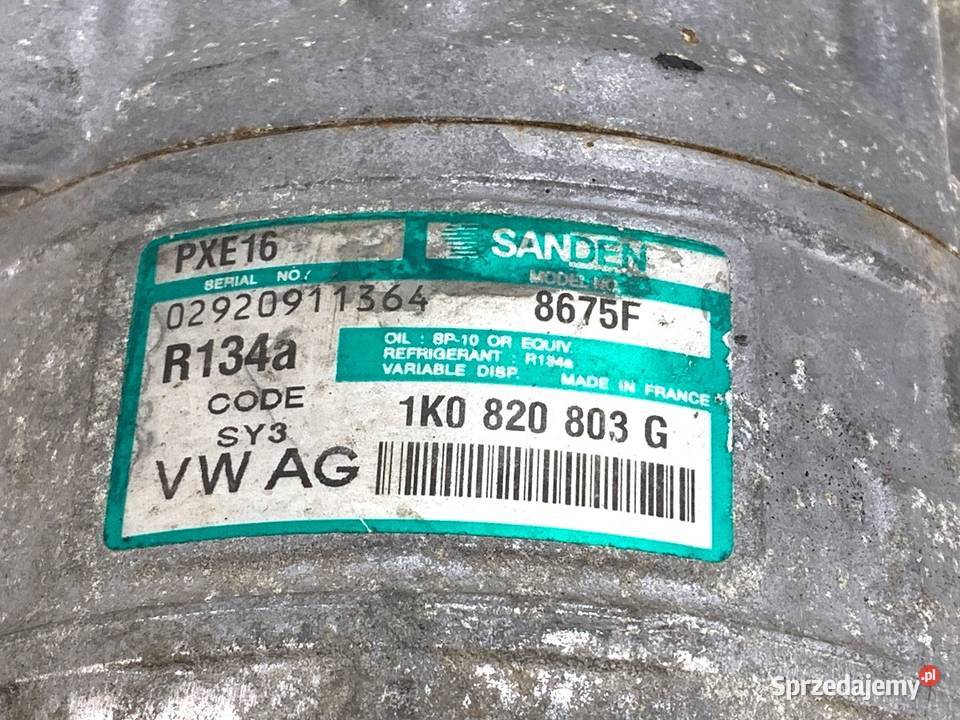 PXE16
SANDEN
SERIAL NO.
MODEL NO.
02920911364
8675F
R134a
OIL : SP-10 OR EQUIV.
REFRIGERANT : R134a
VARIABLE DISP. MADE IN FRANCE
CODE
1K0 820 803 G
SY3
VW AG
Sprzedajemy.pl